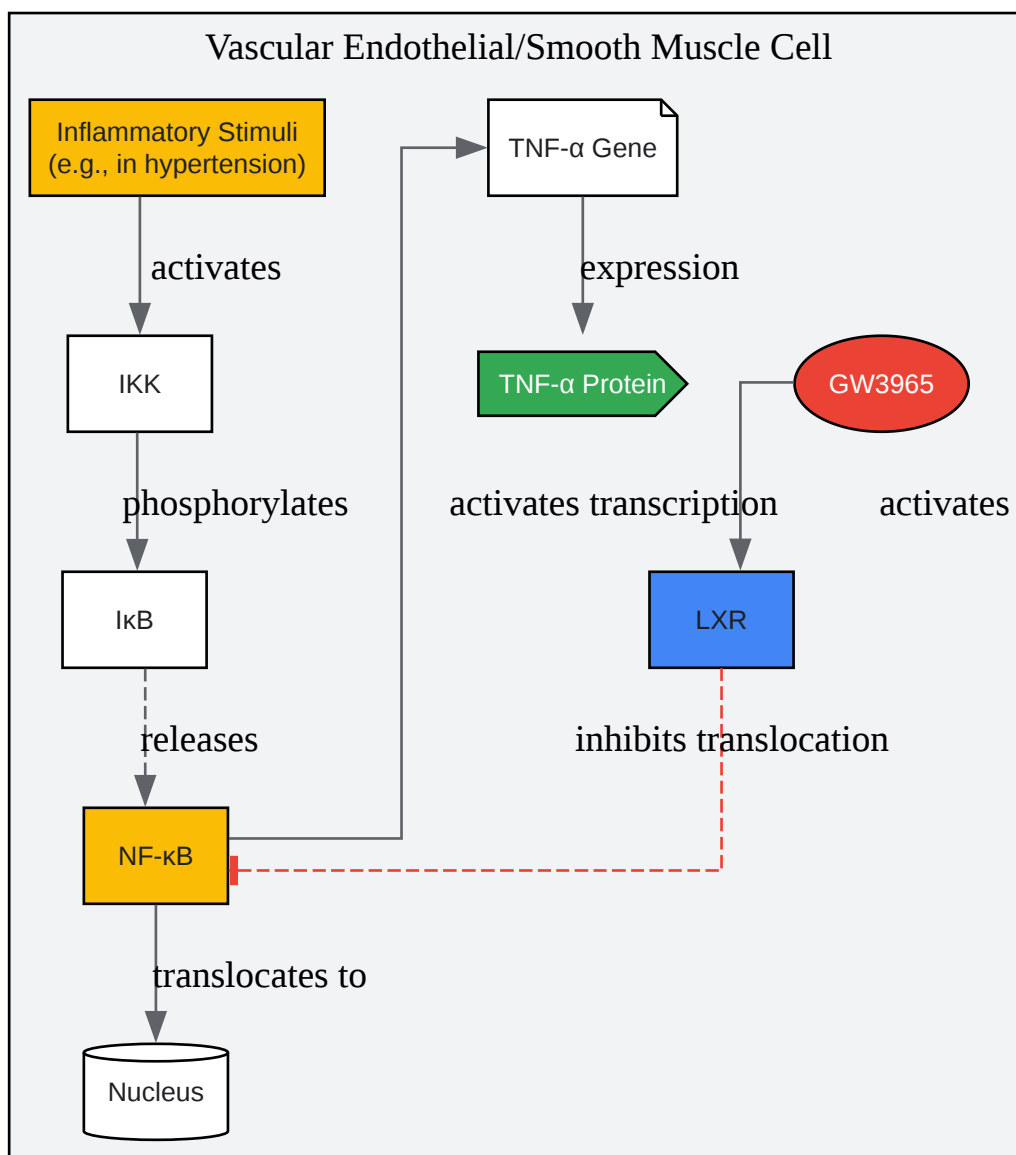 Vascular Endothelial/Smooth Muscle Cell
Inflammatory Stimuli
(e.g., in hypertension)
TNF-α Gene
activates
expression
IKK
TNF-α Protein
GW3965
phosphorylates
activates transcription
activates
IκB
LXR
releases
inhibits translocation
NF-κB
translocates to
Nucleus